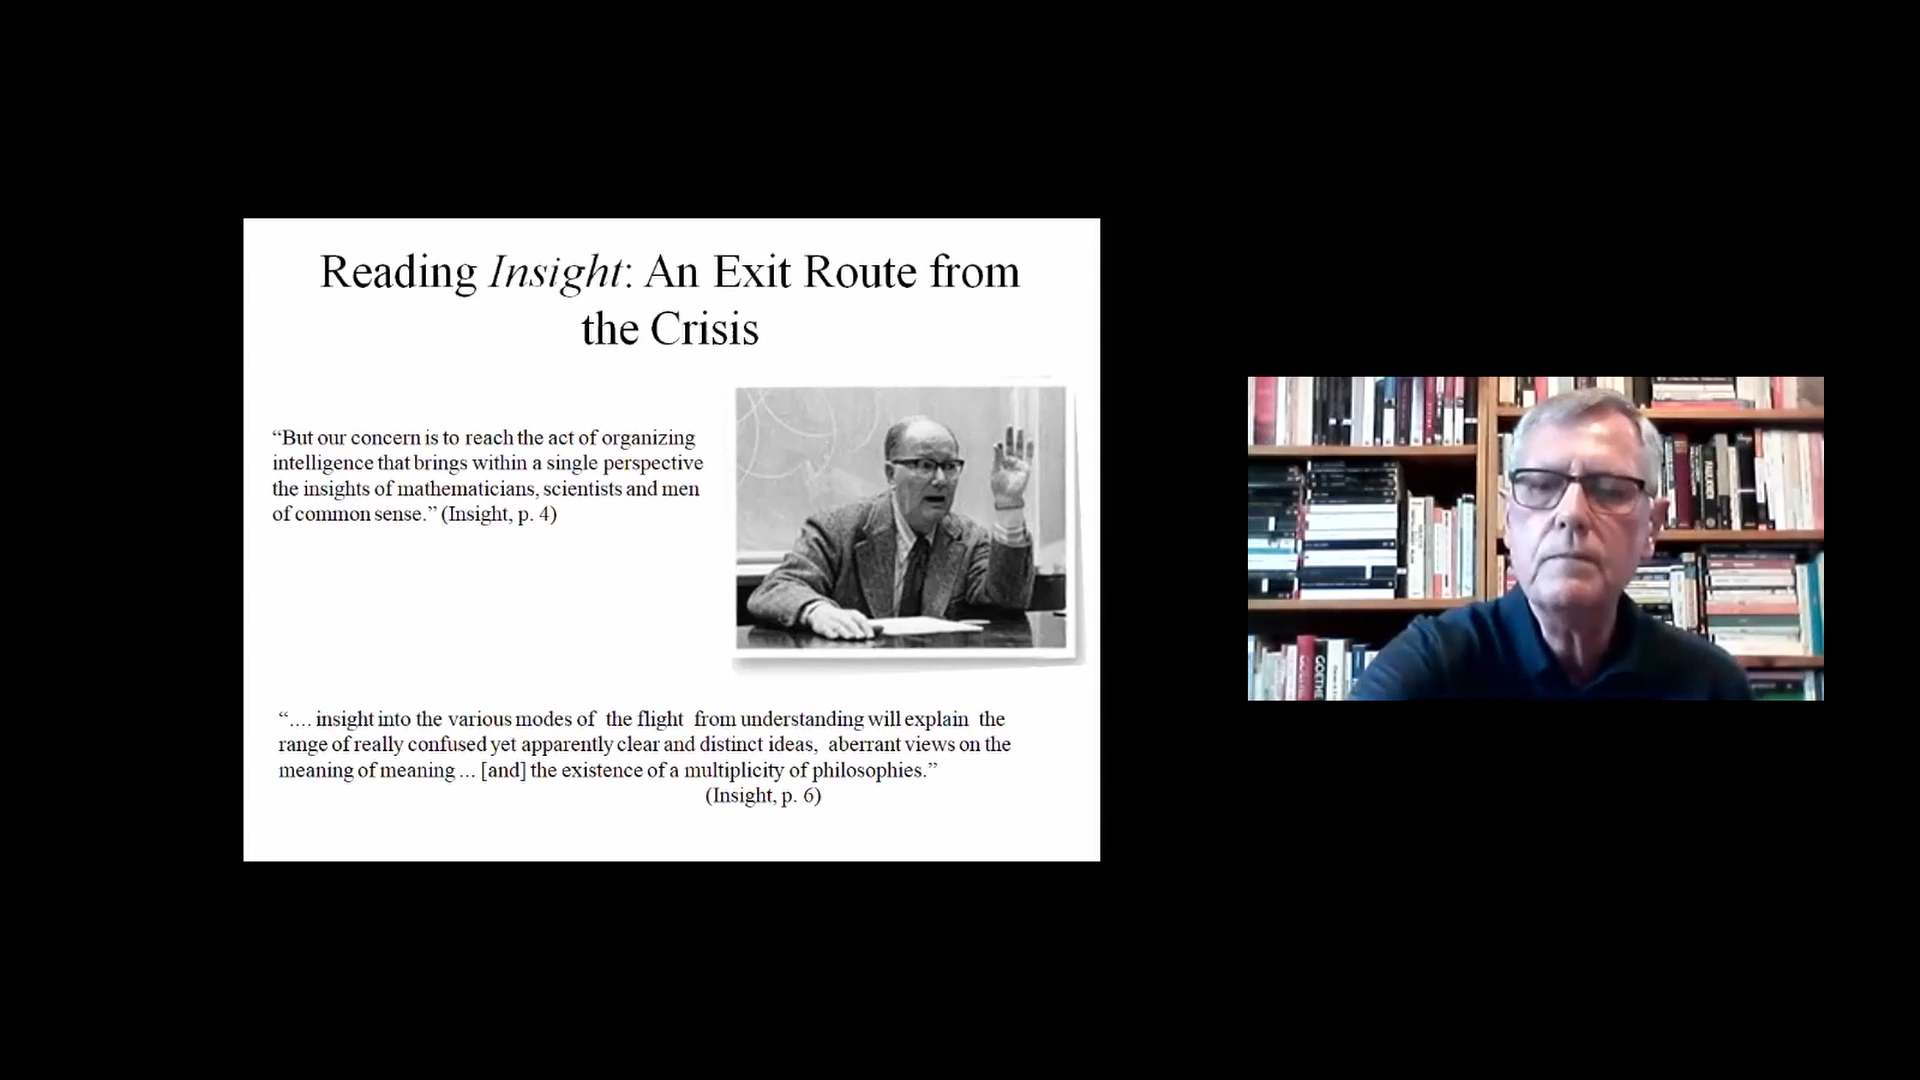 Reading Insight: An Exit Route from
the Crisis
“But our concern is to reach the act of organizing
intelligence that brings within a single perspective
the insights of mathematicians, scientists and men
of common sense.” (Insight, p. 4)
“.... insight into the various modes of the flight from understanding will explain the
range of really confused yet apparently clear and distinct ideas, aberrant views on the
meaning of meaning ... [and] the existence of a multiplicity of philosophies.”
(Insight, p. 6)
GOETHE